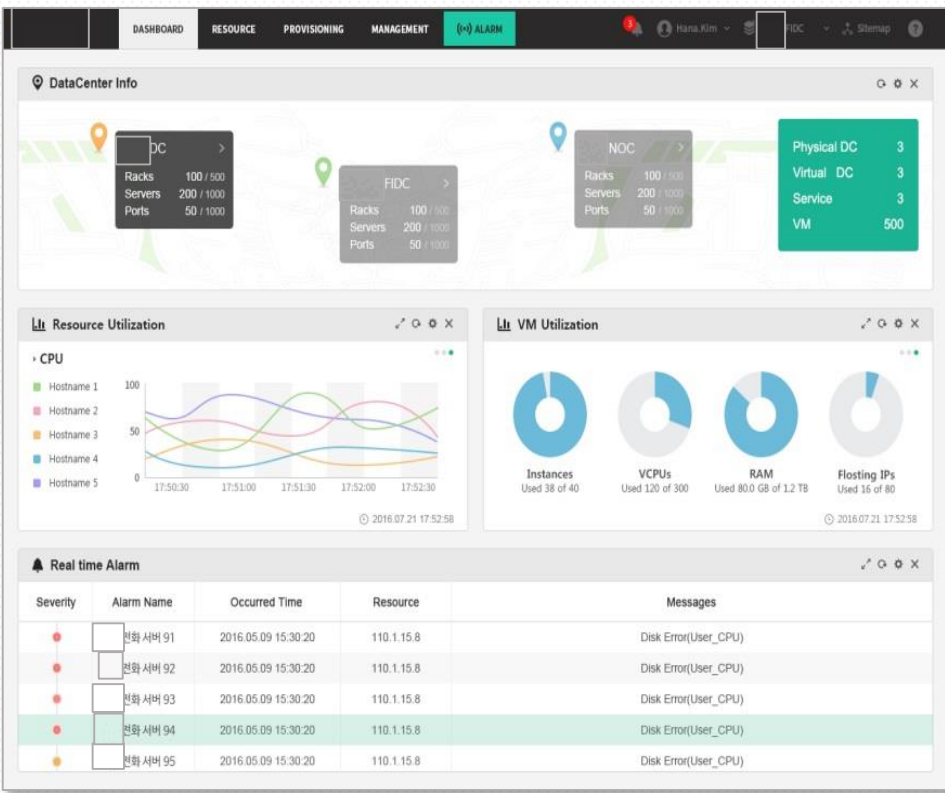 DASHBOARD RESOURCE PROVISIONING MANAGEMENT ALARM 3 Hana.Kim FIDC Sitemap ?
DataCenter Info
DC
Racks 100 / 500
Servers 200 / 1000
Ports 50 / 1000
FIDC
Racks 100 / 500
Servers 200 / 1000
Ports 50 / 1000
NOC
Racks 100 / 500
Servers 200 / 1000
Ports 50 / 1000
Physical DC 3
Virtual DC 3
Service 3
VM 500
Resource Utilization
CPU
Hostname 1
Hostname 2
Hostname 3
Hostname 4
Hostname 5
100
50
0
17:50:30 17:51:00 17:51:30 17:52:00 17:52:30
2016.07.21 17:52:58
VM Utilization
Instances
Used 38 of 40
VCPUs
Used 120 of 300
RAM
Used 80.0 GB of 1.2 TB
Flosting IPs
Used 16 of 80
2016.07.21 17:52:58
Real time Alarm
Severity Alarm Name Occurred Time Resource Messages
전화 서버 91 2016.05.09 15:30:20 110.1.15.8 Disk Error(User_CPU)
전화 서버 92 2016.05.09 15:30:20 110.1.15.8 Disk Error(User_CPU)
전화 서버 93 2016.05.09 15:30:20 110.1.15.8 Disk Error(User_CPU)
전화 서버 94 2016.05.09 15:30:20 110.1.15.8 Disk Error(User_CPU)
전화 서버 95 2016.05.09 15:30:20 110.1.15.8 Disk Error(User_CPU)